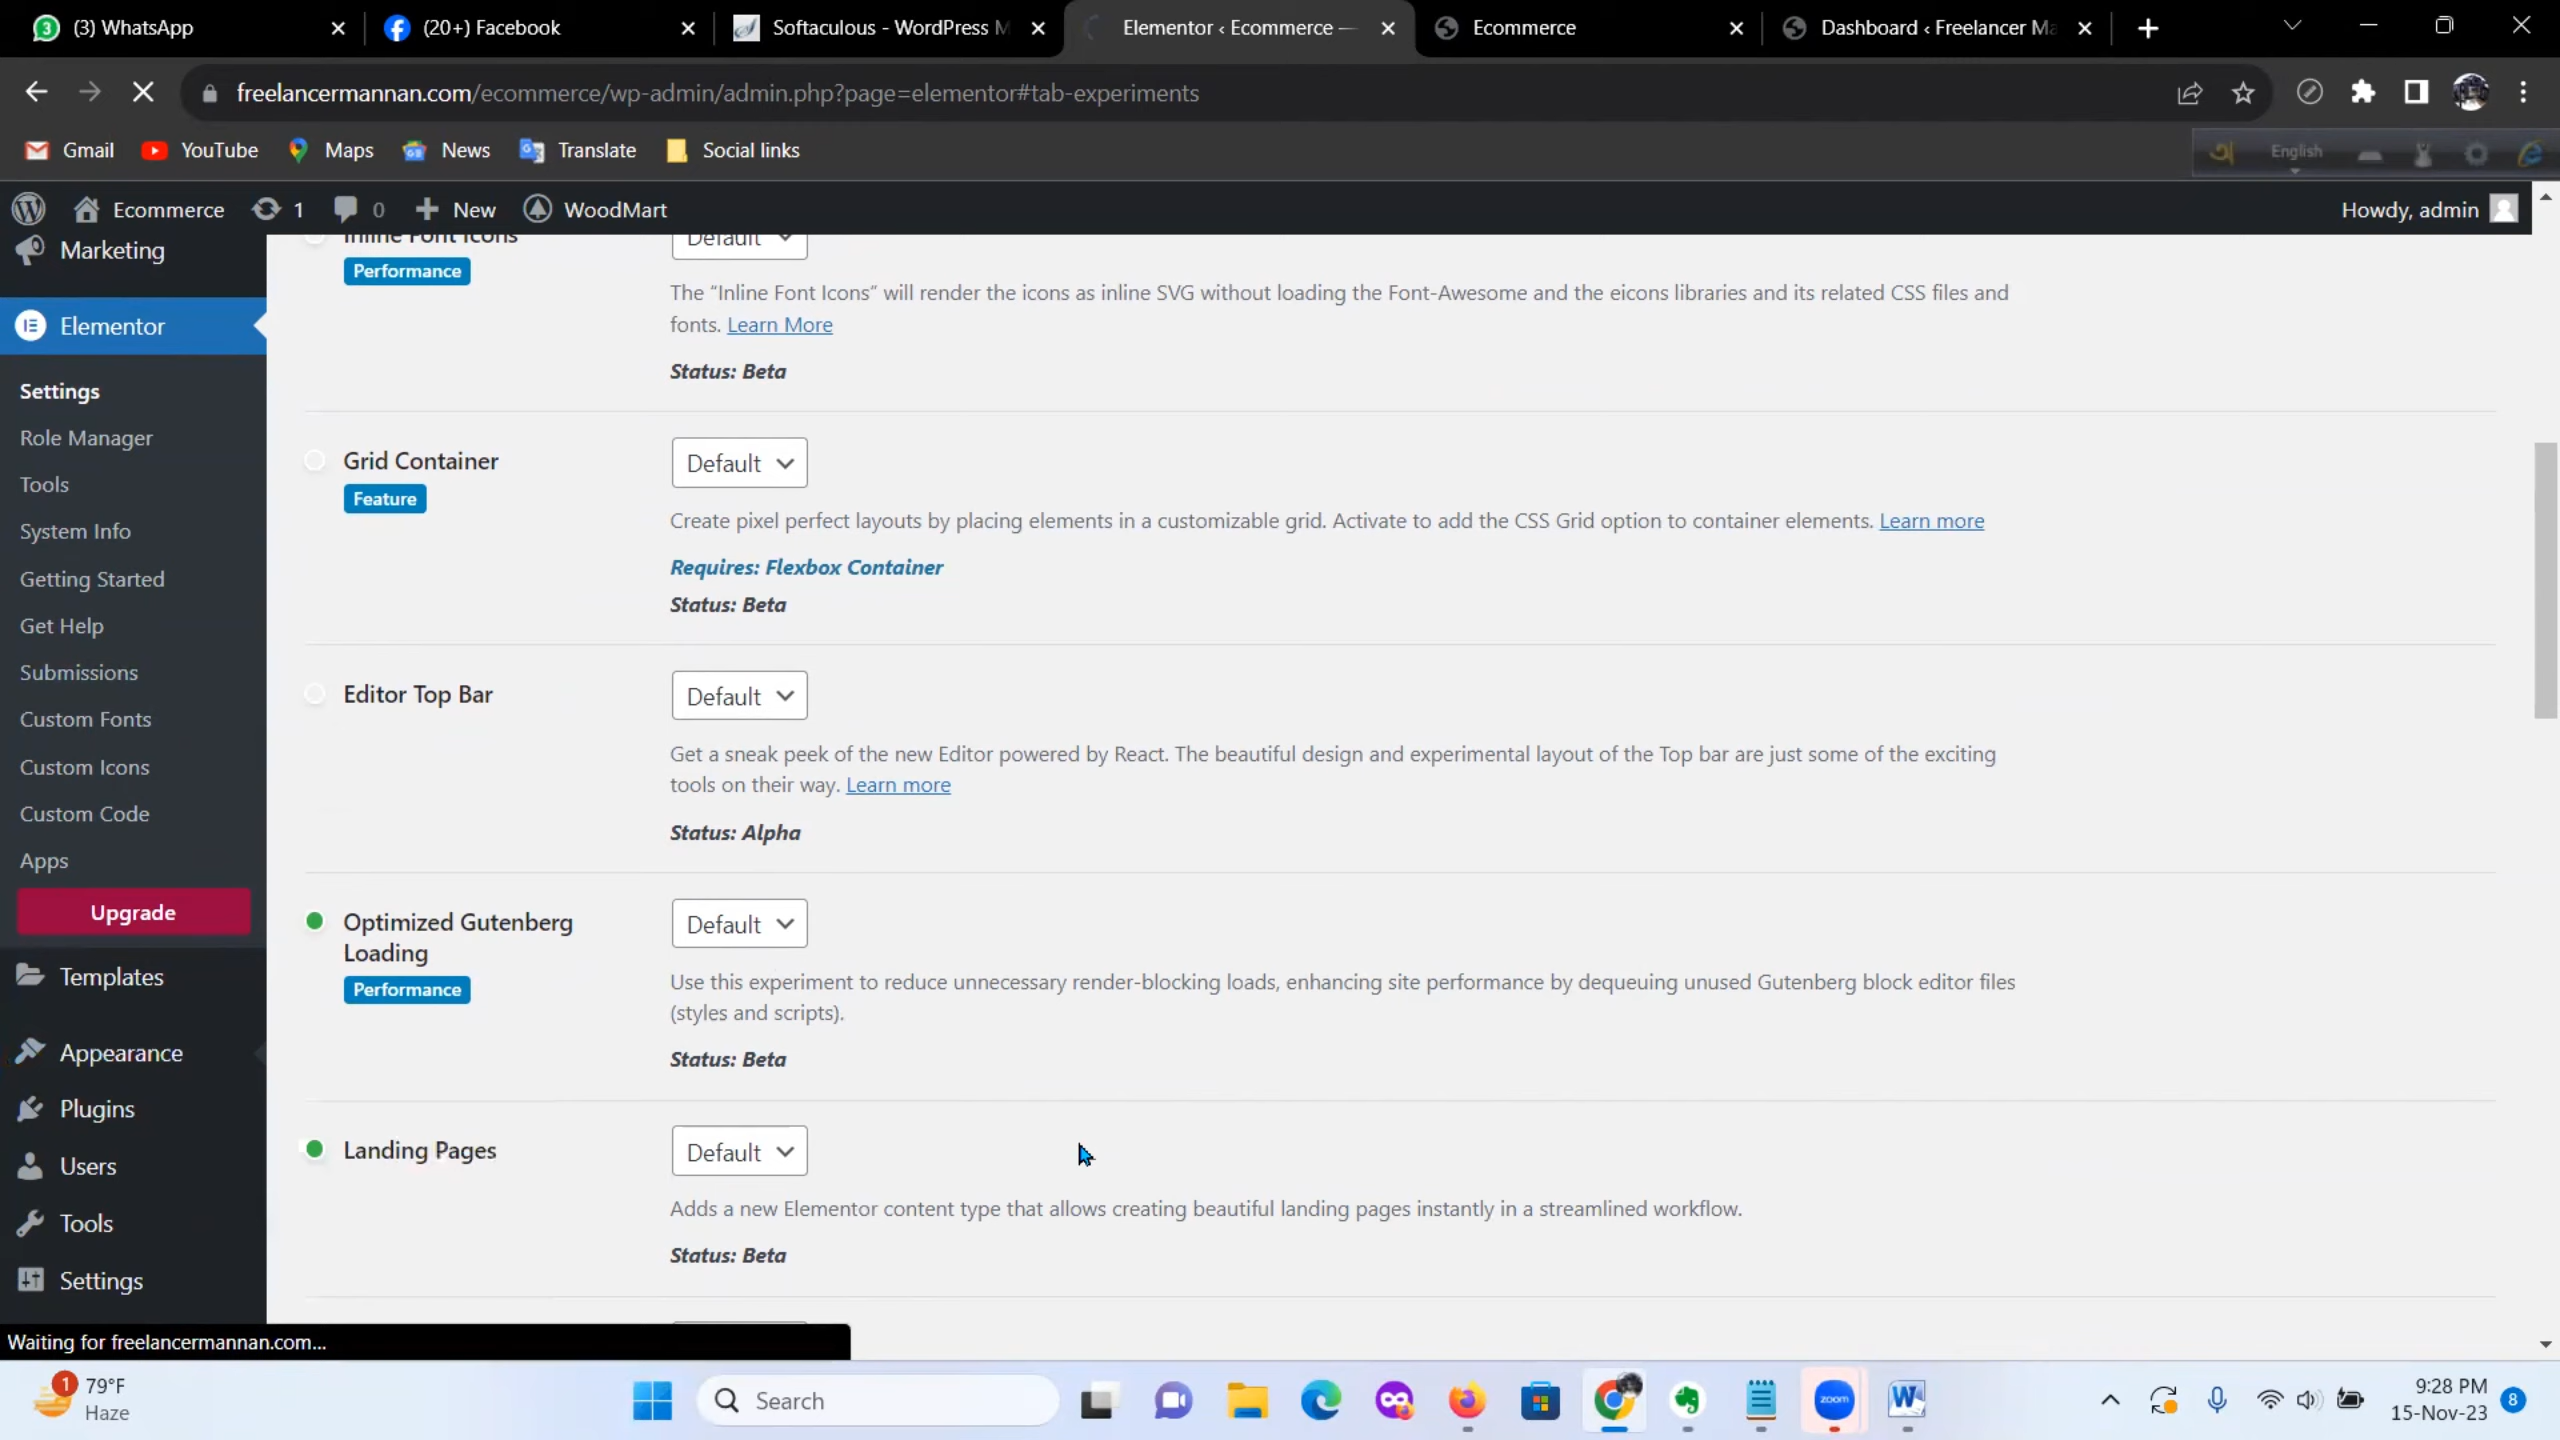 (3) WhatsApp
(20+) Facebook
Softaculous - WordPress M
Elementor ‹ Ecommerce —
Ecommerce
Dashboard ‹ Freelancer Ma
freelancermannan.com/ecommerce/wp-admin/admin.php?page=elementor#tab-experiments
Gmail
YouTube
Maps
News
Translate
Social links
English
Ecommerce
1
0
New
WoodMart
Howdy, admin
Marketing
Elementor
Settings
Role Manager
Tools
System Info
Getting Started
Get Help
Submissions
Custom Fonts
Custom Icons
Custom Code
Apps
Upgrade
Templates
Appearance
Plugins
Users
Tools
Settings
Inline Font Icons
Default
Performance
The “Inline Font Icons” will render the icons as inline SVG without loading the Font-Awesome and the eicons libraries and its related CSS files and
fonts. Learn More
Status: Beta
Grid Container
Default
Feature
Create pixel perfect layouts by placing elements in a customizable grid. Activate to add the CSS Grid option to container elements. Learn more
Requires: Flexbox Container
Status: Beta
Editor Top Bar
Default
Get a sneak peek of the new Editor powered by React. The beautiful design and experimental layout of the Top bar are just some of the exciting
tools on their way. Learn more
Status: Alpha
Optimized Gutenberg
Loading
Default
Performance
Use this experiment to reduce unnecessary render-blocking loads, enhancing site performance by dequeuing unused Gutenberg block editor files
(styles and scripts).
Status: Beta
Landing Pages
Default
Adds a new Elementor content type that allows creating beautiful landing pages instantly in a streamlined workflow.
Status: Beta
Waiting for freelancermannan.com...
1
79°F
Haze
Search
zoom
W
9:28 PM
15-Nov-23
8